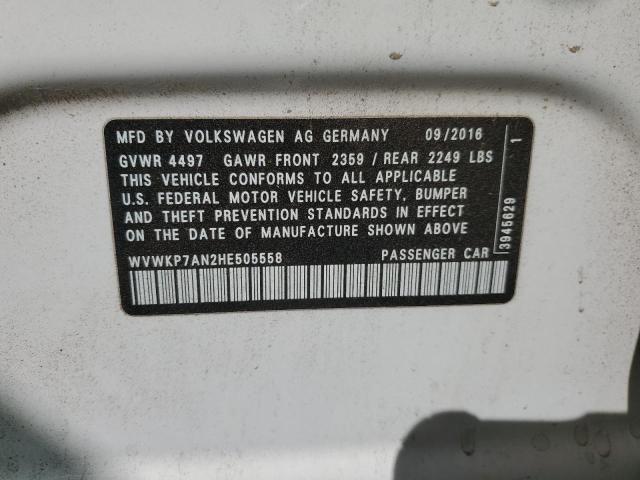 MFD BY VOLKSWAGEN AG GERMANY 09/2016
GVWR 4497 GAWR FRONT 2359 / REAR 2249 LBS
THIS VEHICLE CONFORMS TO ALL APPLICABLE
U.S. FEDERAL MOTOR VEHICLE SAFETY, BUMPER
AND THEFT PREVENTION STANDARDS IN EFFECT
ON THE DATE OF MANUFACTURE SHOWN ABOVE
WVWKP7AN2HE505558 PASSENGER CAR
3945629 1